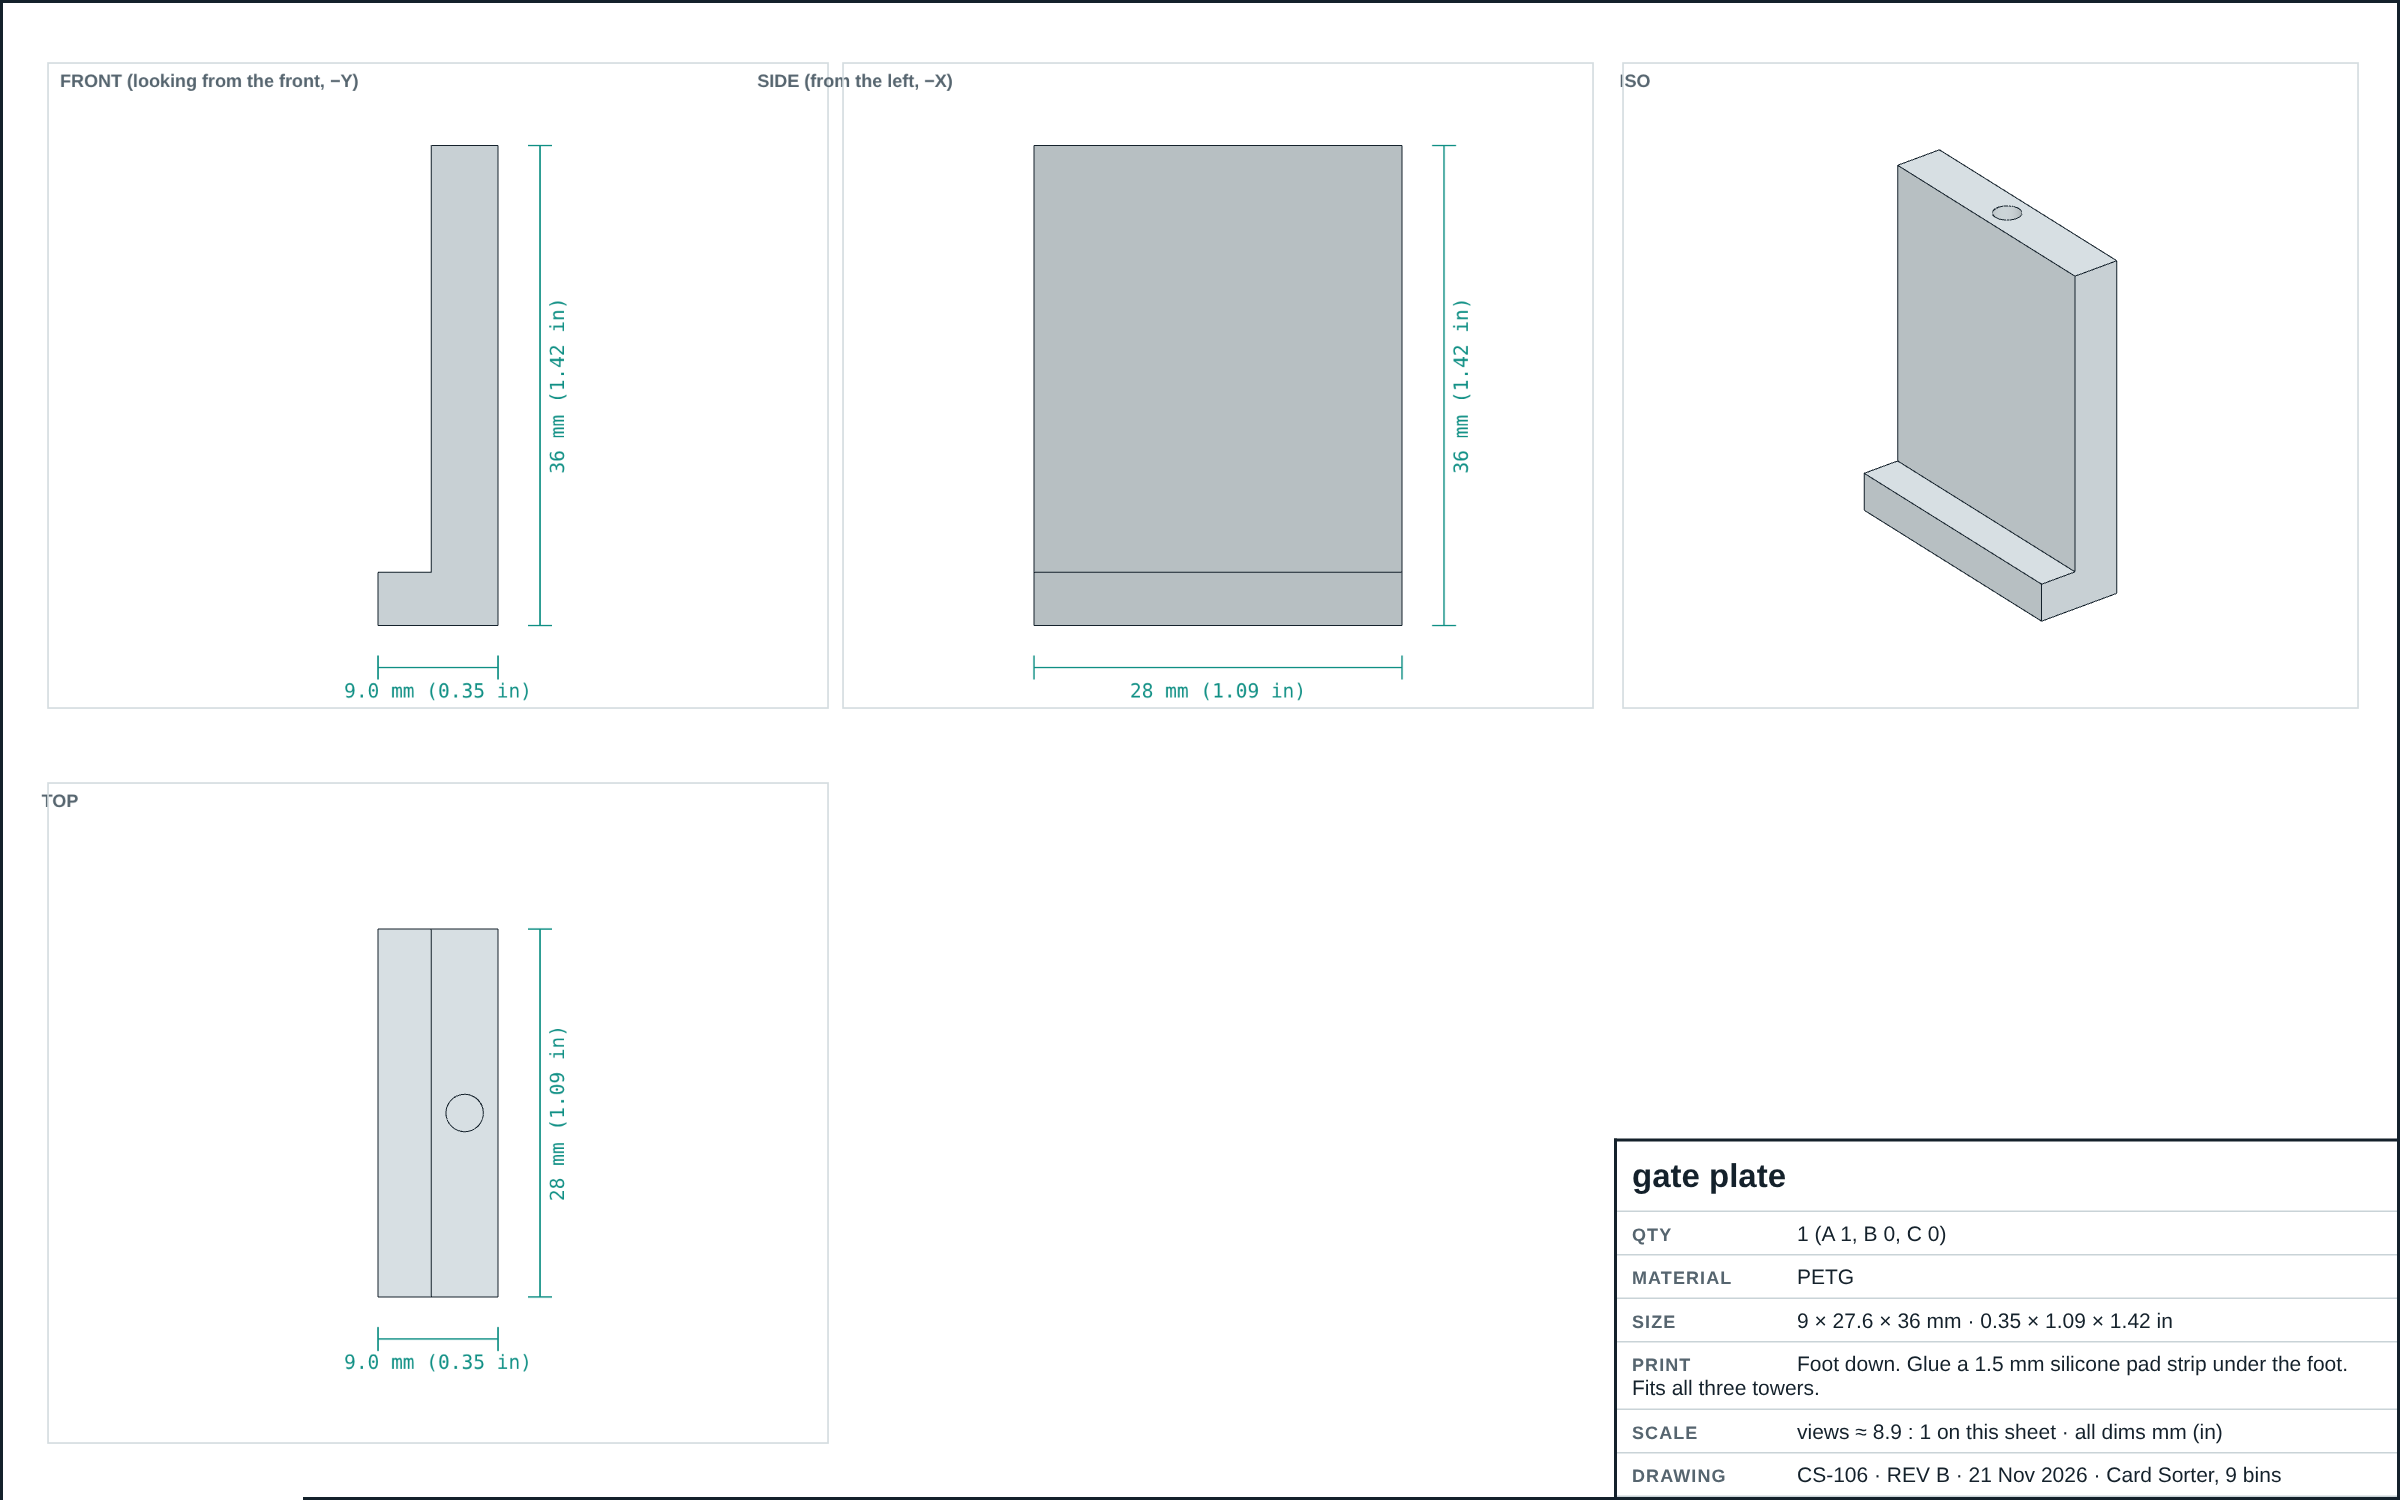 FRONT (looking from the front, −Y)
SIDE (from the left, −X)
ISO
36 mm (1.42 in)
36 mm (1.42 in)
9.0 mm (0.35 in)
28 mm (1.09 in)
TOP
28 mm (1.09 in)
9.0 mm (0.35 in)
gate plate
QTY 1 (A 1, B 0, C 0)
MATERIAL PETG
SIZE 9 × 27.6 × 36 mm · 0.35 × 1.09 × 1.42 in
PRINT Foot down. Glue a 1.5 mm silicone pad strip under the foot.
Fits all three towers.
SCALE views ≈ 8.9 : 1 on this sheet · all dims mm (in)
DRAWING CS-106 · REV B · 21 Nov 2026 · Card Sorter, 9 bins